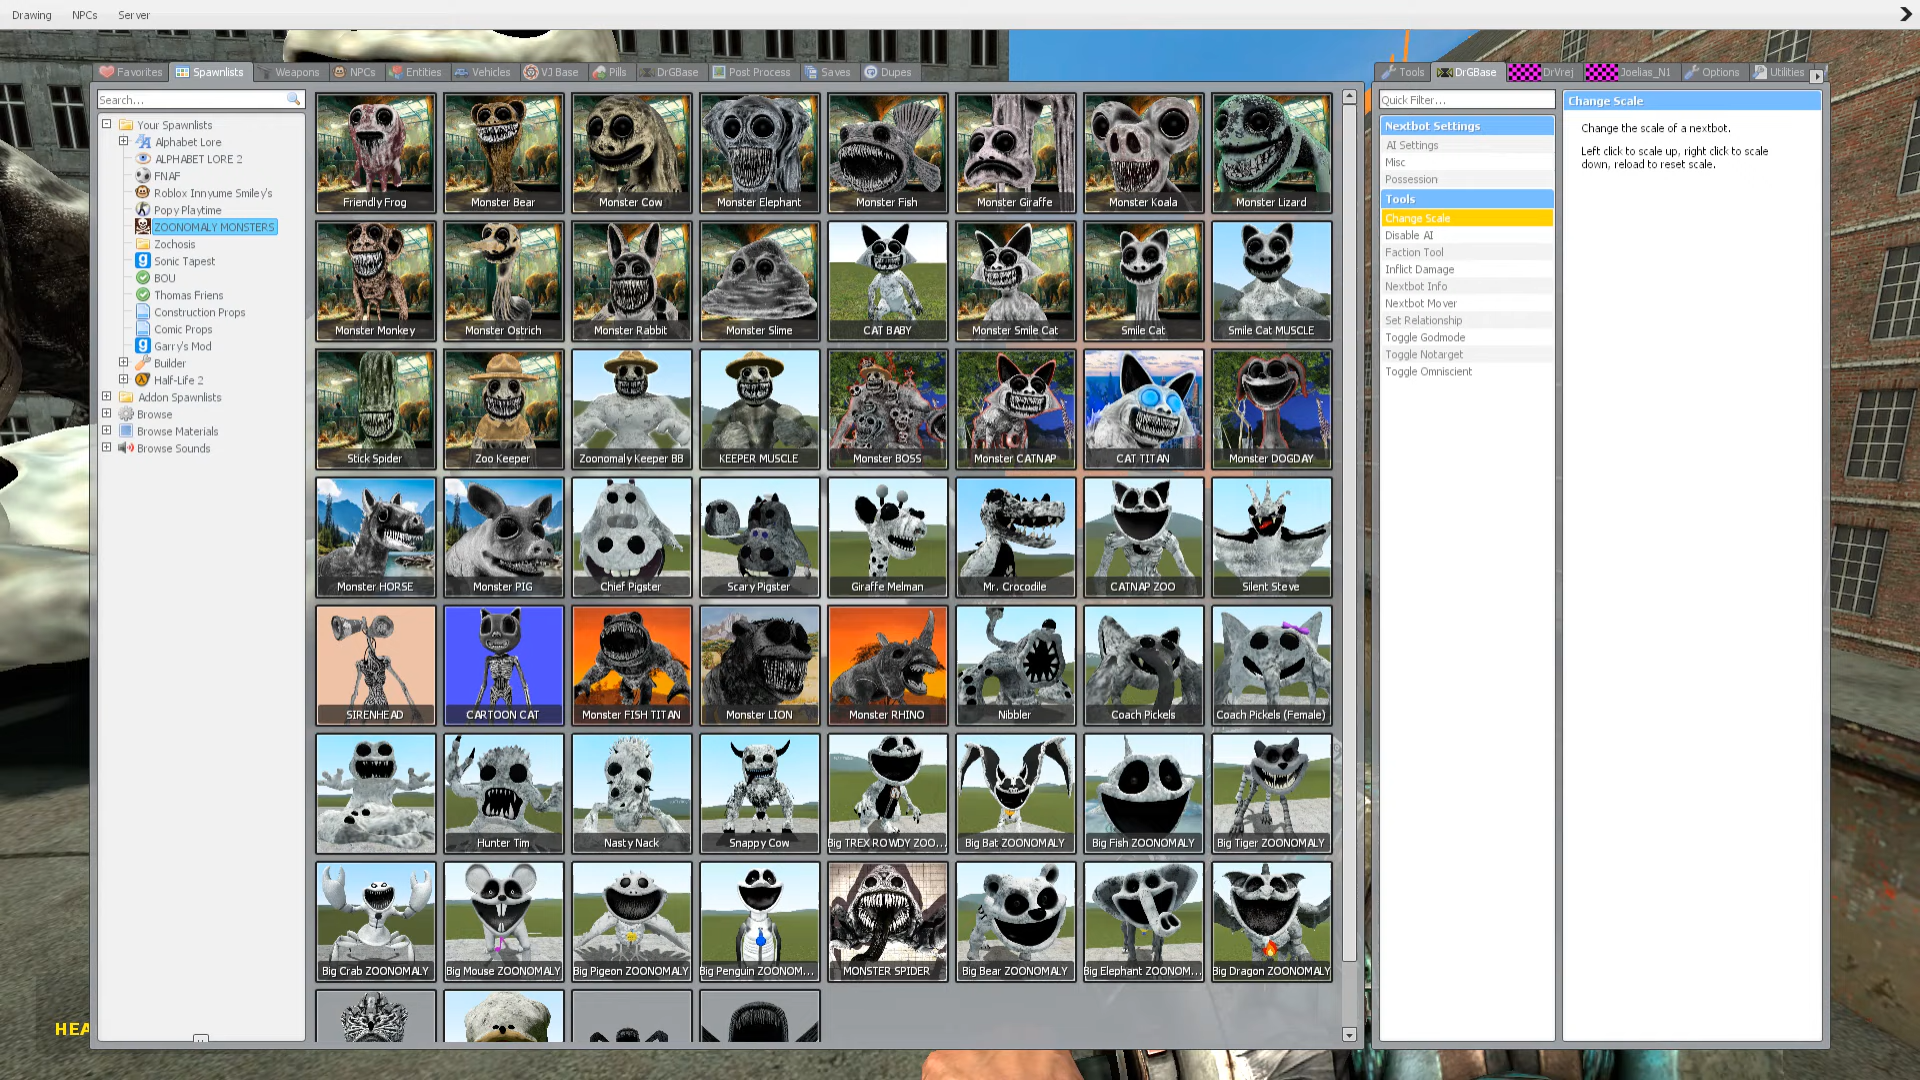 Drawing NPCs Server
Favorites Spawnlists Weapons NPCs Entities Vehicles VJ Base Pills DrGBase Post Process Saves Dupes
Tools DrGBase DrVrej Joelias_N1 Options Utilities
Search...
Your Spawnlists
Alphabet Lore
ALPHABET LORE 2
FNAF
Roblox Innyume Smiley's
Popy Playtime
ZOONOMALY MONSTERS
Zochosis
Sonic Tapest
BOU
Thomas Friens
Construction Props
Comic Props
Garry's Mod
Builder
Half-Life 2
Addon Spawnlists
Browse
Browse Materials
Browse Sounds
Friendly Frog Monster Bear Monster Cow Monster Elephant Monster Fish Monster Giraffe Monster Koala Monster Lizard
Monster Monkey Monster Ostrich Monster Rabbit Monster Slime CAT BABY Monster Smile Cat Smile Cat Smile Cat MUSCLE
Stick Spider Zoo Keeper Zoonomaly Keeper BB KEEPER MUSCLE Monster BOSS Monster CATNAP CAT TITAN Monster DOGDAY
Monster HORSE Monster PIG Chief Pigster Scary Pigster Giraffe Melman Mr. Crocodile CATNAP ZOO Silent Steve
SIRENHEAD CARTOON CAT Monster FISH TITAN Monster LION Monster RHINO Nibbler Coach Pickels Coach Pickels (Female)
Hunter Tim Nasty Nack Snappy Cow Big TREX ROWDY ZOO... Big Bat ZOONOMALY Big Fish ZOONOMALY Big Tiger ZOONOMALY
Big Crab ZOONOMALY Big Mouse ZOONOMALY Big Pigeon ZOONOMALY Big Penguin ZOONOM... MONSTER SPIDER Big Bear ZOONOMALY Big Elephant ZOONOM... Big Dragon ZOONOMALY
HEA
Quick Filter...
Nextbot Settings
AI Settings
Misc
Possession
Tools
Change Scale
Disable AI
Faction Tool
Inflict Damage
Nextbot Info
Nextbot Mover
Set Relationship
Toggle Godmode
Toggle Notarget
Toggle Omniscient
Change Scale
Change the scale of a nextbot.
Left click to scale up, right click to scale
down, reload to reset scale.